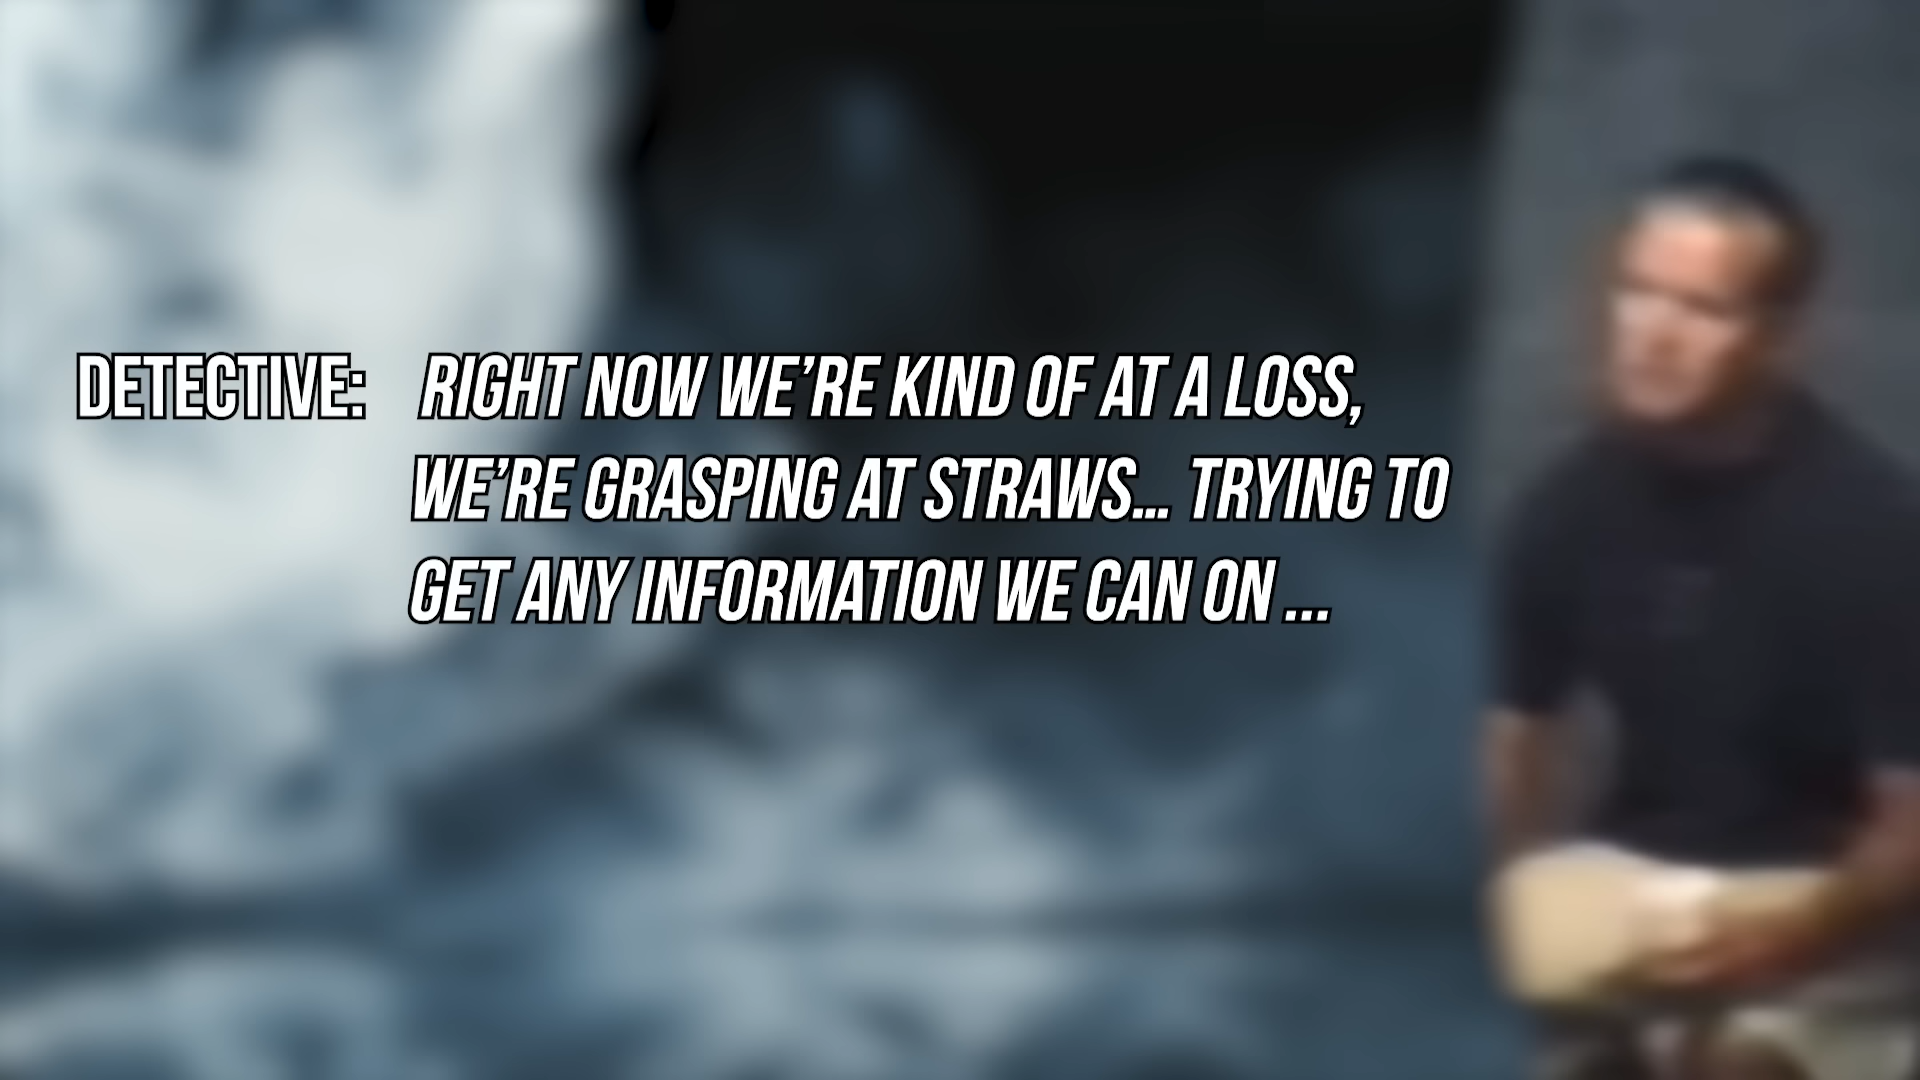 DETECTIVE: RIGHT NOW WE’RE KIND OF AT A LOSS,
WE’RE GRASPING AT STRAWS... TRYING TO
GET ANY INFORMATION WE CAN ON ...